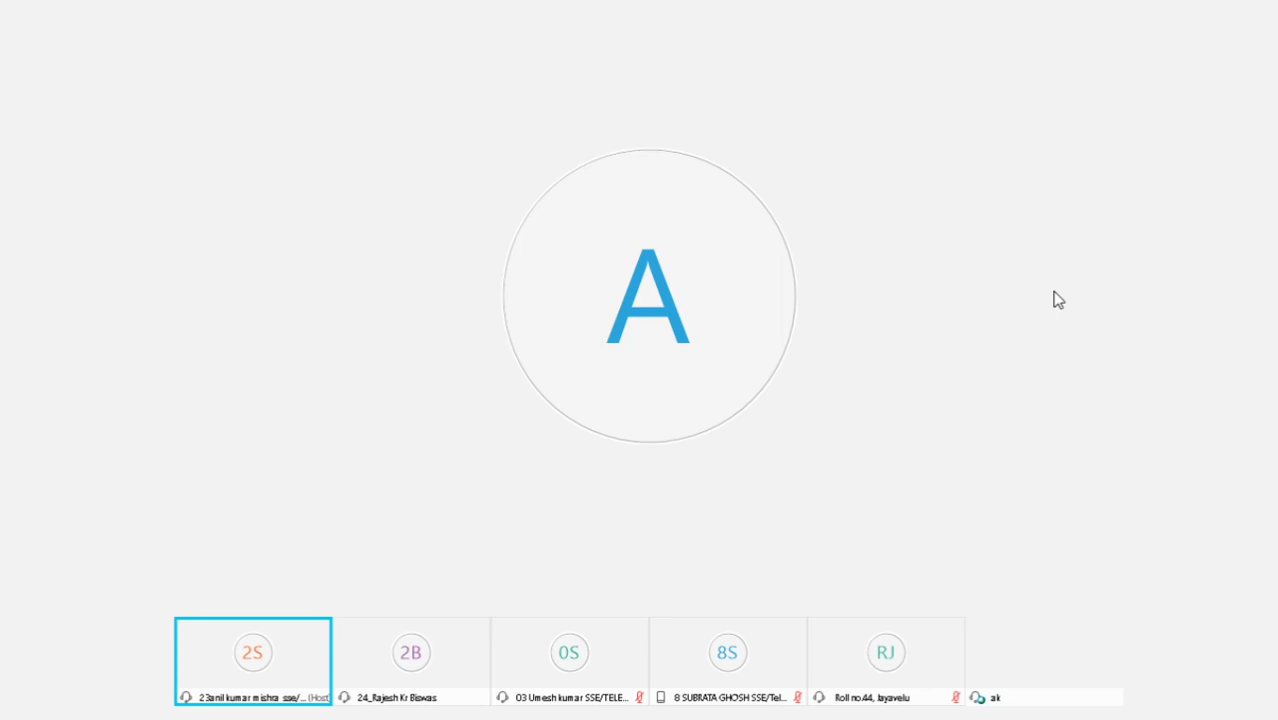 A
2S
2B
0S
8S
RJ
23anil kumar mishra sse/... (Host
24_Rajesh Kr Biswas
03 Umesh kumar SSE/TELE...
8 SUBRATA GHOSH SSE/Tel...
Roll no.44, Jayavelu
ak